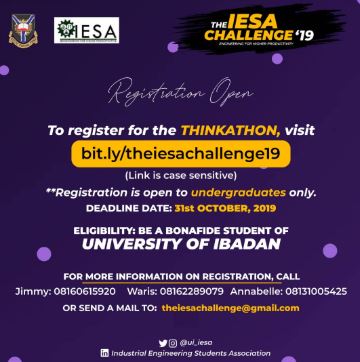 IESA
THE IESA
CHALLENGE '19
ENGINEERING FOR HIGHER PRODUCTIVITY
Registration Open
To register for the THINKATHON, visit
bit.ly/theiesachallenge19
(Link is case sensitive)
**Registration is open to undergraduates only.
DEADLINE DATE: 31st OCTOBER, 2019
ELIGIBILITY: BE A BONAFIDE STUDENT OF
UNIVERSITY OF IBADAN
FOR MORE INFORMATION ON REGISTRATION, CALL
Jimmy: 08160615920 Waris: 08162289079 Annabelle: 08131005425
OR SEND A MAIL TO: theiesachallenge@gmail.com
@ui_iesa
Industrial Engineering Students Association